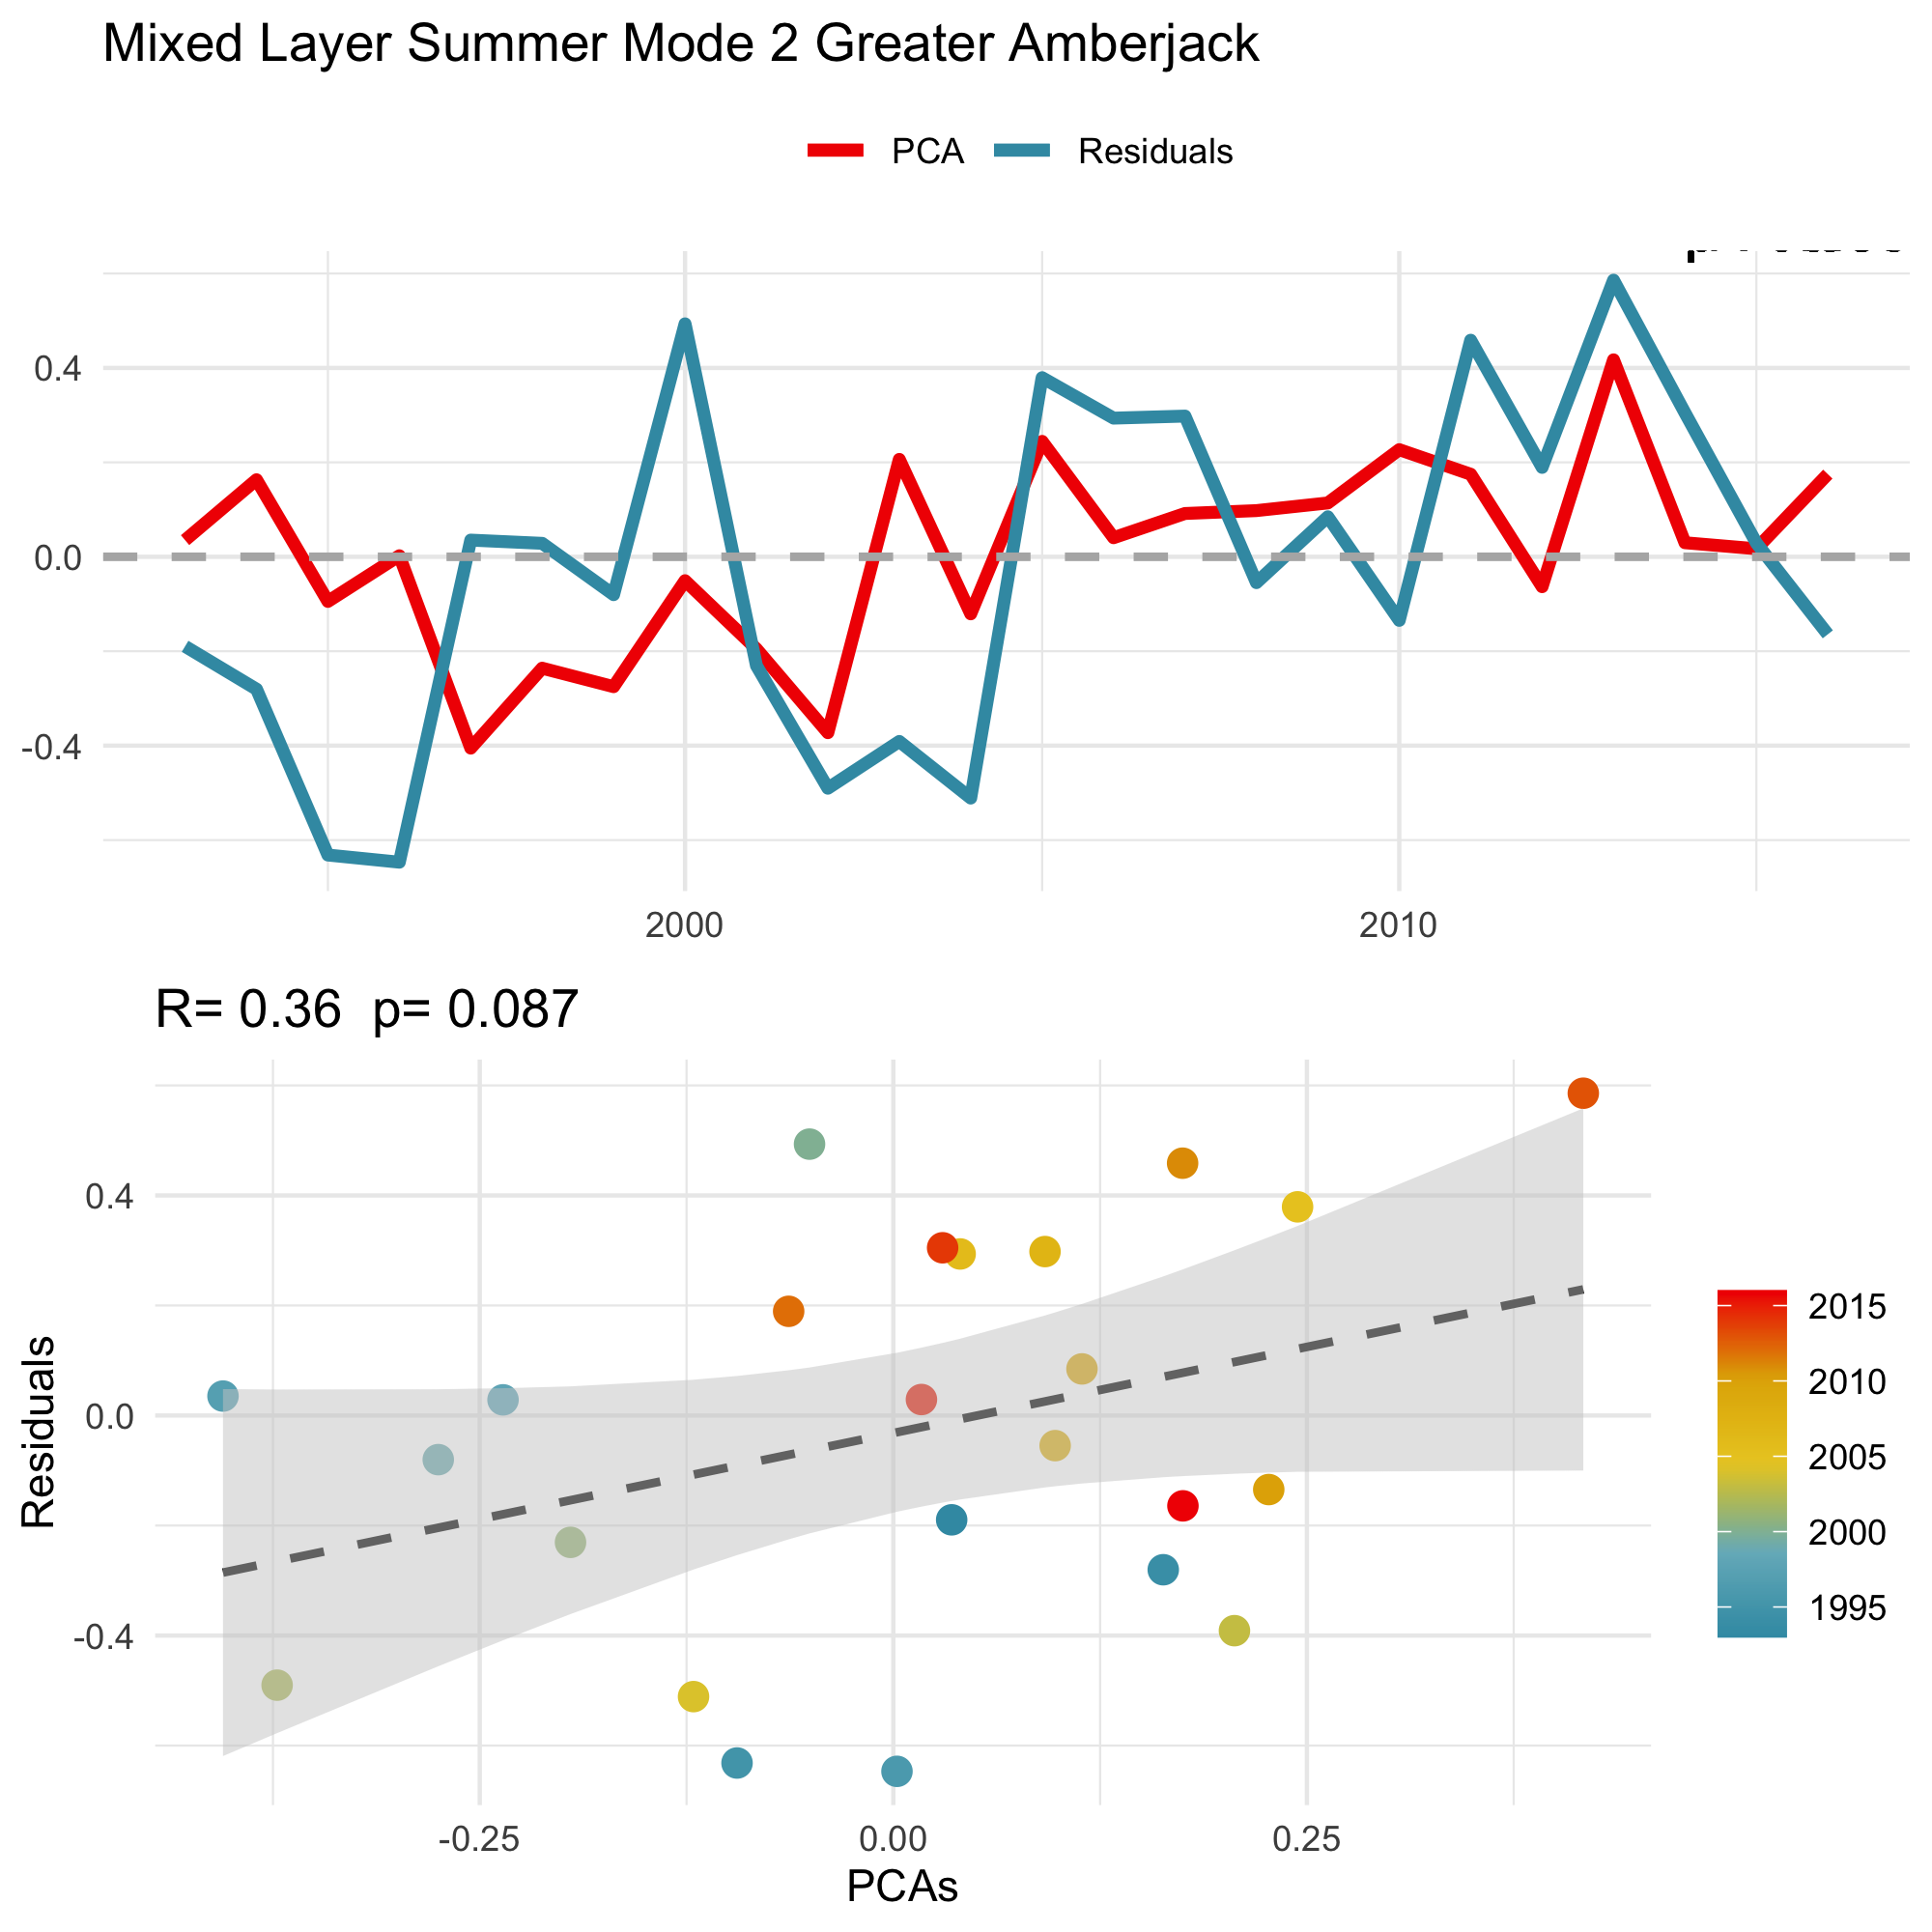 Mixed Layer Summer Mode 2 Greater Amberjack
PCA Residuals
0.4
0.0
-0.4
2000 2010
R= 0.36 p= 0.087
0.4
0.0
-0.4
Residuals
-0.25 0.00 0.25
PCAs
2015
2010
2005
2000
1995